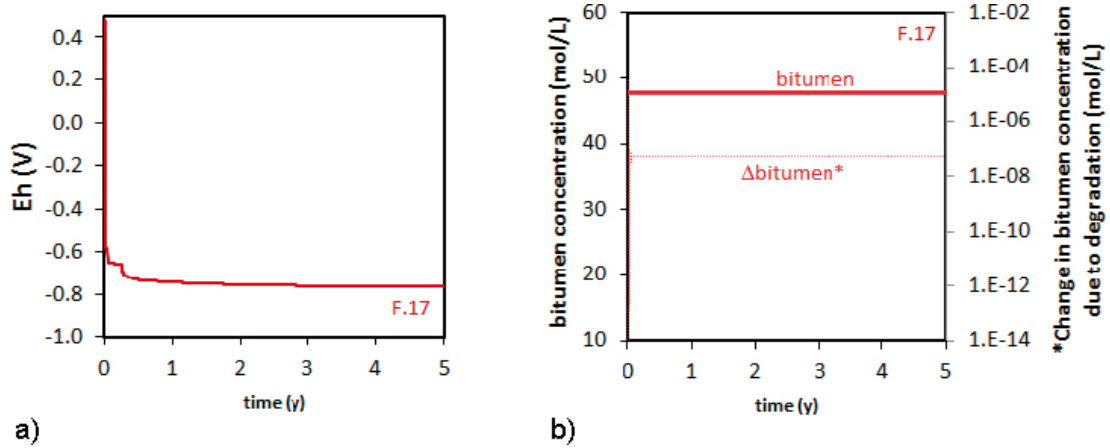 0.4
0.2
0.0
-0.2
-0.4
-0.6
-0.8
-1.0
Eh (V)
F.17
0 1 2 3 4 5
time (y)
a)
60
50
40
30
20
10
bitumen concentration (mol/L)
F.17
bitumen
Δbitumen*
1.E-02
1.E-04
1.E-06
1.E-08
1.E-10
1.E-12
1.E-14
*Change in bitumen concentration
due to degradation (mol/L)
0 1 2 3 4 5
time (y)
b)